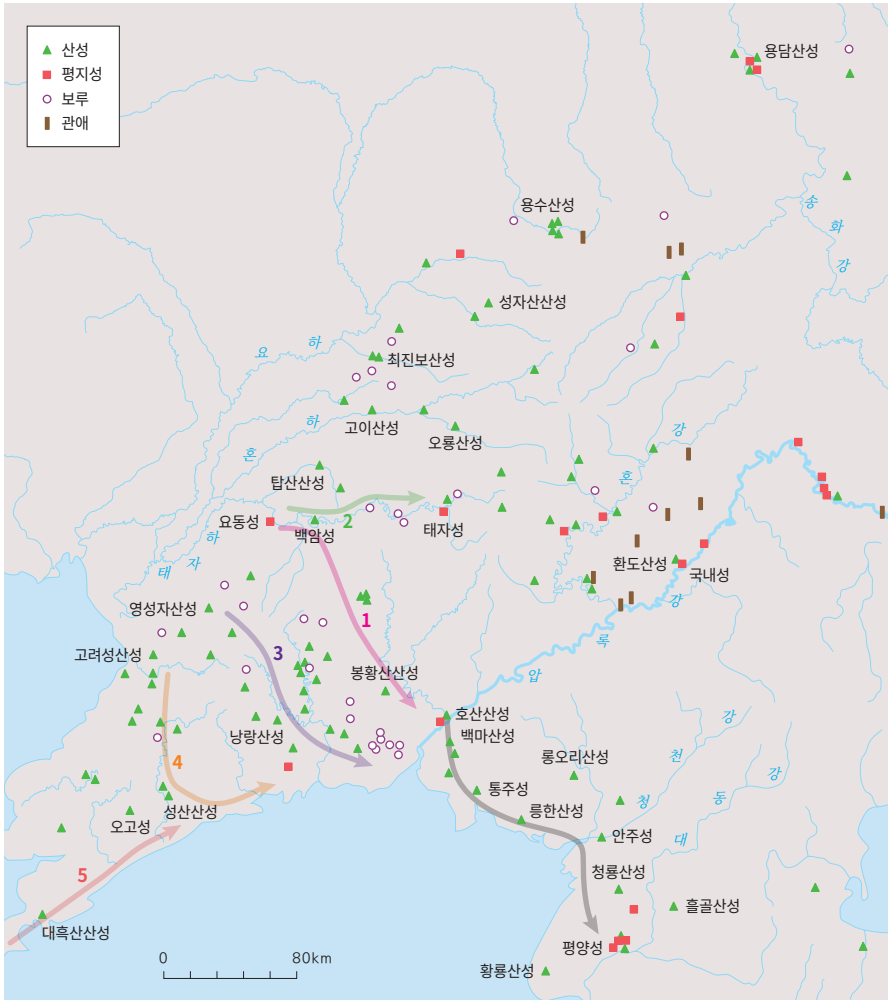 산성
평지성
보루
관애
용담산성
송화강
용수산성
성자산산성
요하
최진보산성
혼하
고이산성
오룡산성
혼강
탑산산성
2
요동성
백암성
태자성
태자하
환도산성
국내성
영성자산성
1
압록강
3
고려성산성
봉황산산성
호산산성
낭랑산성
백마산성
4
롱오리산성
청천강
대동강
통주성
성산산성
릉한산성
오고성
안주성
5
청룡산성
흘골산성
대흑산산성
평양성
황룡산성
0 80km